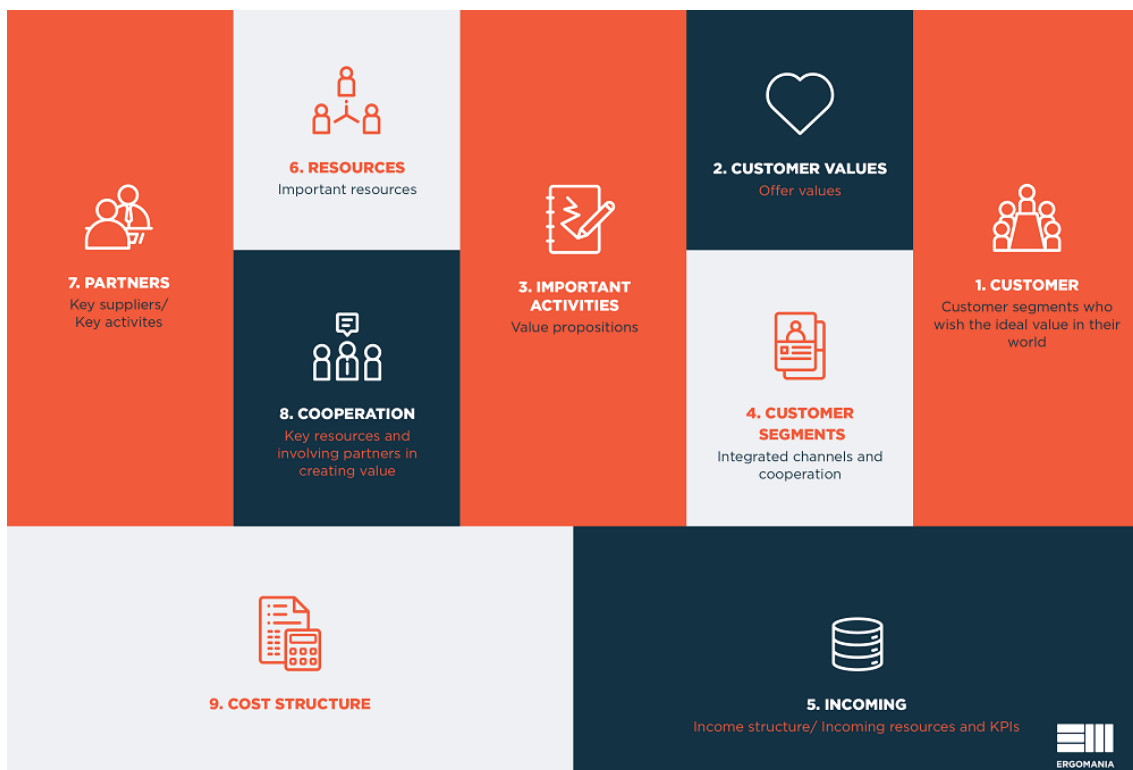 7. PARTNERS
Key suppliers/
Key activites
6. RESOURCES
Important resources
8. COOPERATION
Key resources and
involving partners in
creating value
3. IMPORTANT
ACTIVITIES
Value propositions
2. CUSTOMER VALUES
Offer values
4. CUSTOMER
SEGMENTS
Integrated channels and
cooperation
1. CUSTOMER
Customer segments who
wish the ideal value in their
world
9. COST STRUCTURE
5. INCOMING
Income structure/ Incoming resources and KPIs
ERGOMANIA